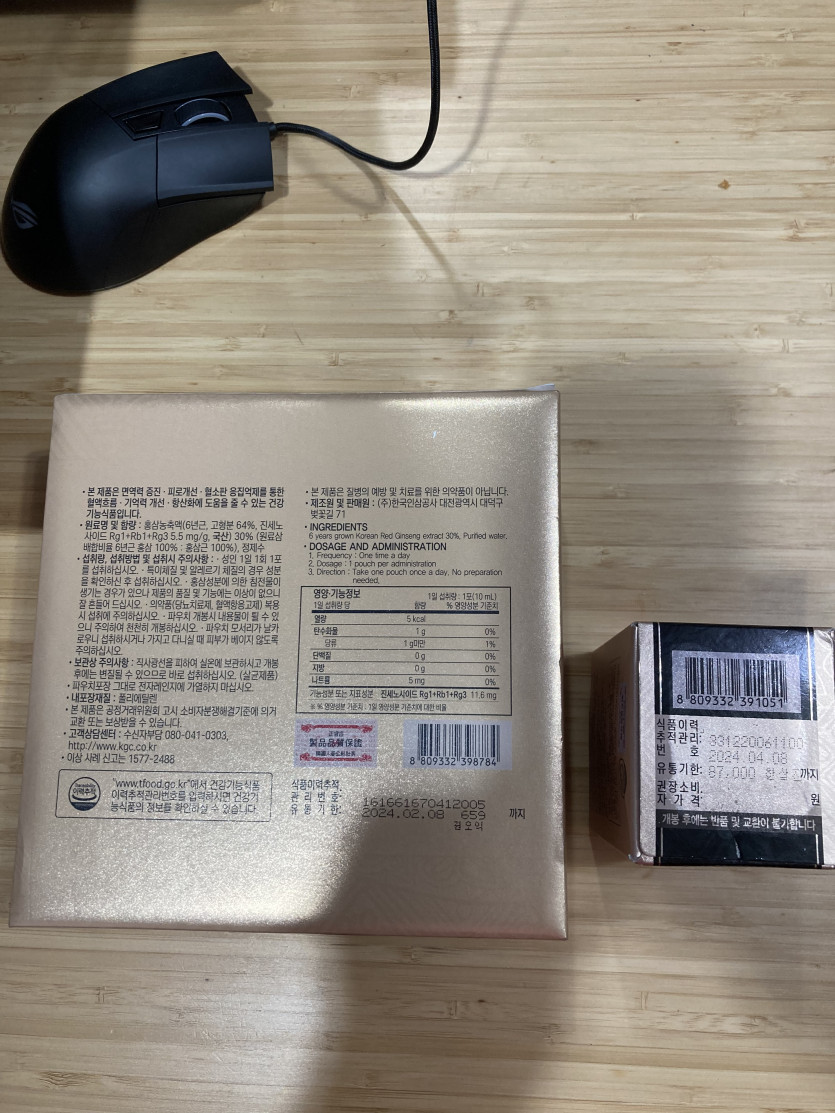 · 본 제품은 면역력 증진 · 피로개선 · 혈소판 응집억제를 통한
혈액흐름 · 기억력 개선 · 항산화에 도움을 줄 수 있는 건강
기능식품입니다.
· 원료명 및 함량 : 홍삼농축액(6년근, 고형분 64%, 진세노
사이드 Rg1+Rb1+Rg3 5.5 mg/g, 국산) 30% (원료삼
배합비율 6년근 홍삼 100% : 홍삼근 100%), 정제수
· 섭취량, 섭취방법 및 섭취시 주의사항 : · 성인 1일 1회 1포
를 섭취하십시오. · 특이체질 및 알레르기 체질의 경우 성분
을 확인하신 후 섭취하십시오. · 홍삼성분에 의한 침전물이
생기는 경우가 있으나 제품의 품질 및 기능에는 이상이 없으니
잘 흔들어 드십시오. · 의약품(당뇨치료제, 혈액항응고제) 복용
시 섭취에 주의하십시오. · 파우치 개봉시 내용물이 튈 수 있
으니 주의하여 천천히 개봉하십시오. · 파우치 모서리가 날카
로우니 섭취하시거나 가지고 다니실 때 피부가 베이지 않도록
주의하십시오.
· 보관상 주의사항 : 직사광선을 피하여 실온에 보관하시고 개봉
후에는 변질될 수 있으므로 바로 섭취하십시오. (살균제품)
· 파우치포장 그대로 전자레인지에 가열하지 마십시오.
· 내포장재질 : 폴리에틸렌
· 본 제품은 공정거래위원회 고시 소비자분쟁해결기준에 의거
교환 또는 보상받을 수 있습니다.
· 고객상담센터 : 수신자부담 080-041-0303,
http://www.kgc.co.kr
· 이상 사례 신고는 1577-2488
이력추적
"www.tfood.go.kr"에서 건강기능식품
이력추적관리번호를 입력하시면 건강기
능식품의 정보를 확인하실 수 있습니다.
· 본 제품은 질병의 예방 및 치료를 위한 의약품이 아닙니다.
· 제조원 및 판매원 : (주)한국인삼공사 대전광역시 대덕구
벚꽃길 71
· INGREDIENTS
6 years grown Korean Red Ginseng extract 30%, Purified water.
· DOSAGE AND ADMINISTRATION
1. Frequency : One time a day
2. Dosage : 1 pouch per administration
3. Direction : Take one pouch once a day, No preparation
needed.
영양·기능정보 1일 섭취량 : 1포(10 mL)
1일 섭취량 당 함량 % 영양성분 기준치
열량 5 kcal
탄수화물 1 g 0%
당류 1 g미만 1%
단백질 0 g 0%
지방 0 g 0%
나트륨 5 mg 0%
기능성분 또는 지표성분 : 진세노사이드 Rg1+Rb1+Rg3 11.6 mg
※ % 영양성분 기준치 : 1일 영양성분 기준치에 대한 비율
8 809332 398784
식품이력추적
관리번호: 161661670412005
유통기한: 2024.02.08 659 까지
8 809332 391051
식품이력
추적관리: 931220061100
번 호 2024.04.08
유통기한: 87,000 까지
권장소비
자가격 원
개봉 후에는 반품 및 교환이 불가합니다